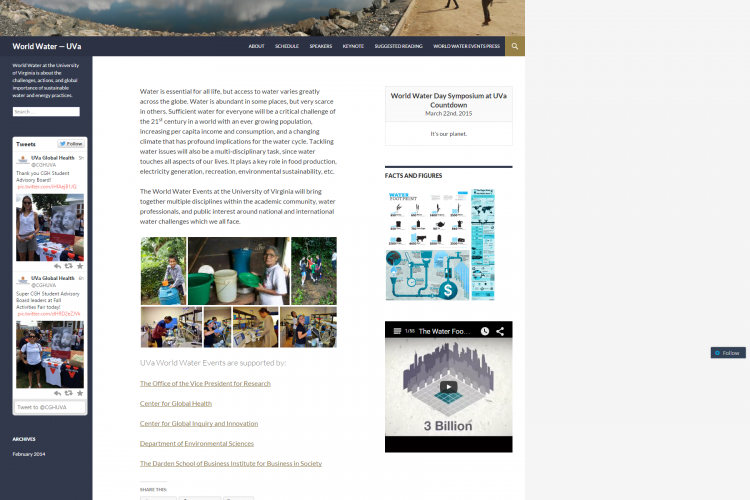 World Water — UVa
ABOUT SCHEDULE SPEAKERS KEYNOTE SUGGESTED READING WORLD WATER EVENTS PRESS
World Water at the University
of Virginia is about the
challenges, actions, and global
importance of sustainable
water and energy practices.
Search
Tweets Follow
UVa Global Health
@CGHUVA
Thank you CGH Student
Advisory Board!
UVa Global Health
@CGHUVA
Super CGH Student Advisory
Board leaders at Fall
Activities Fair today!
Tweet to @CGHUVA
ARCHIVES
February 2014
Water is essential for all life, but access to water varies greatly
across the globe. Water is abundant in some places, but very scarce
in others. Sufficient water for everyone will be a critical challenge of
the 21st century in a world with an ever growing population,
increasing per capita income and consumption, and a changing
climate that has profound implications for the water cycle. Tackling
water issues will also be a multi-disciplinary task, since water
touches all aspects of our lives. It plays a key role in food production,
electricity generation, recreation, environmental sustainability, etc.
The World Water Events at the University of Virginia will bring
together multiple disciplines within the academic community, water
professionals, and public interest around national and international
water challenges which we all face.
UVa World Water Events are supported by:
The Office of the Vice President for Research
Center for Global Health
Center for Global Inquiry and Innovation
Department of Environmental Sciences
The Darden School of Business Institute for Business in Society
SHARE THIS:
World Water Day Symposium at UVa
Countdown
March 22nd, 2015
It's our planet.
FACTS AND FIGURES
WATER
FOOTPRINT
1/55 The Water Foo...
3 Billion
Follow